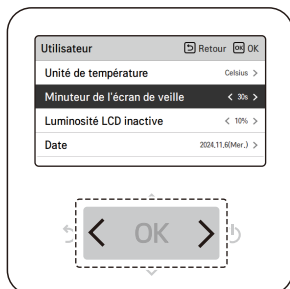 Utilisateur Retour OK OK
Unité de température Celsius >
Minuteur de l'écran de veille < 30s >
Luminosité LCD inactive < 10% >
Date 2024,11,6(Mer.) >
< OK >